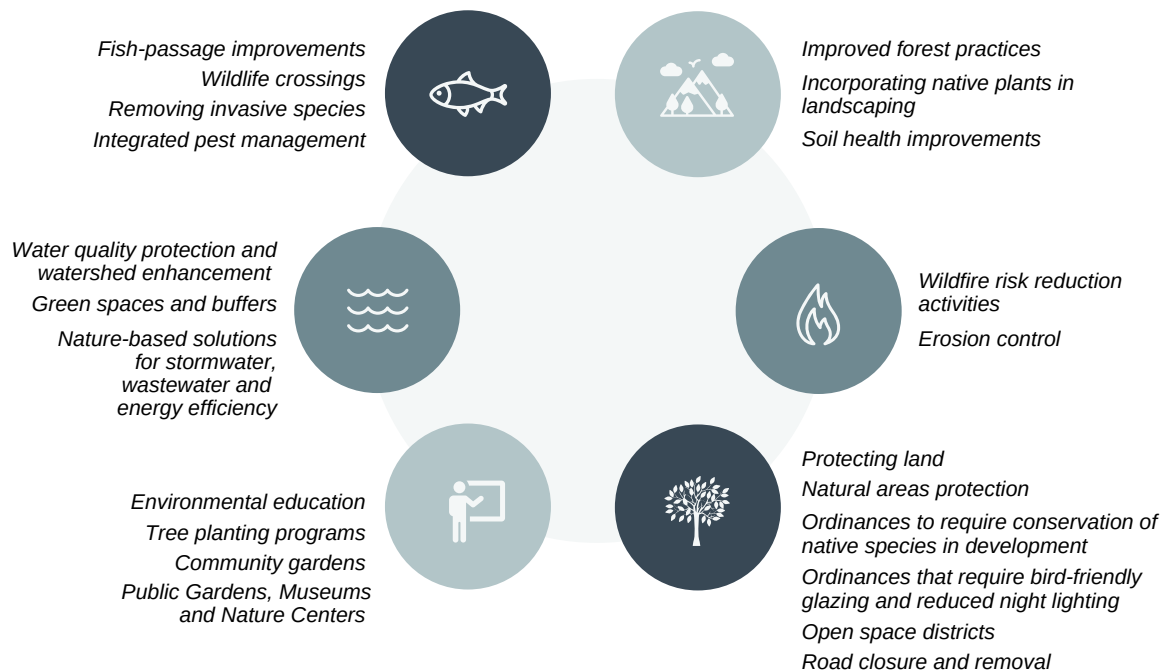 Fish-passage improvements
Wildlife crossings
Removing invasive species
Integrated pest management
Improved forest practices
Incorporating native plants in
landscaping
Soil health improvements
Water quality protection and
watershed enhancement
Green spaces and buffers
Nature-based solutions
for stormwater,
wastewater and
energy efficiency
Wildfire risk reduction
activities
Erosion control
Environmental education
Tree planting programs
Community gardens
Public Gardens, Museums
and Nature Centers
Protecting land
Natural areas protection
Ordinances to require conservation of
native species in development
Ordinances that require bird-friendly
glazing and reduced night lighting
Open space districts
Road closure and removal